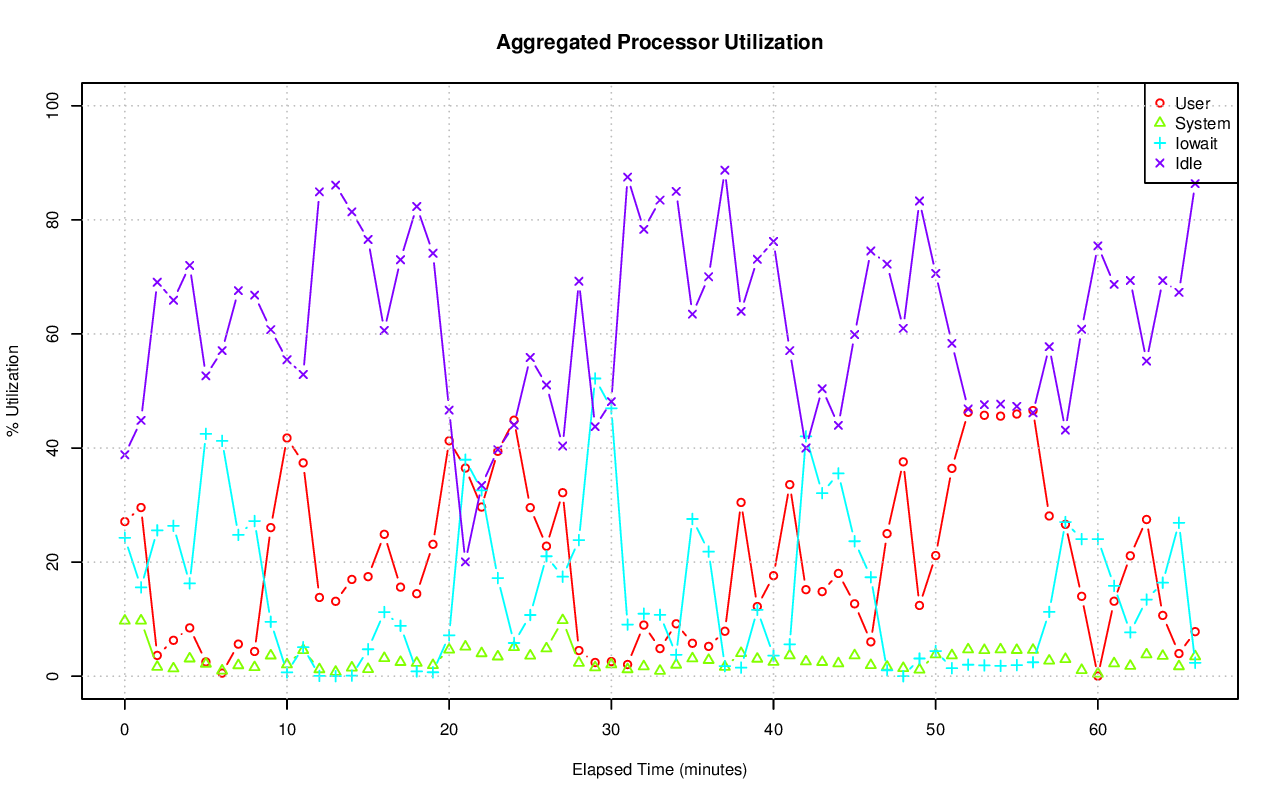 Aggregated Processor Utilization
% Utilization
100
80
60
40
20
0
User
System
Iowait
Idle
0 10 20 30 40 50 60
Elapsed Time (minutes)